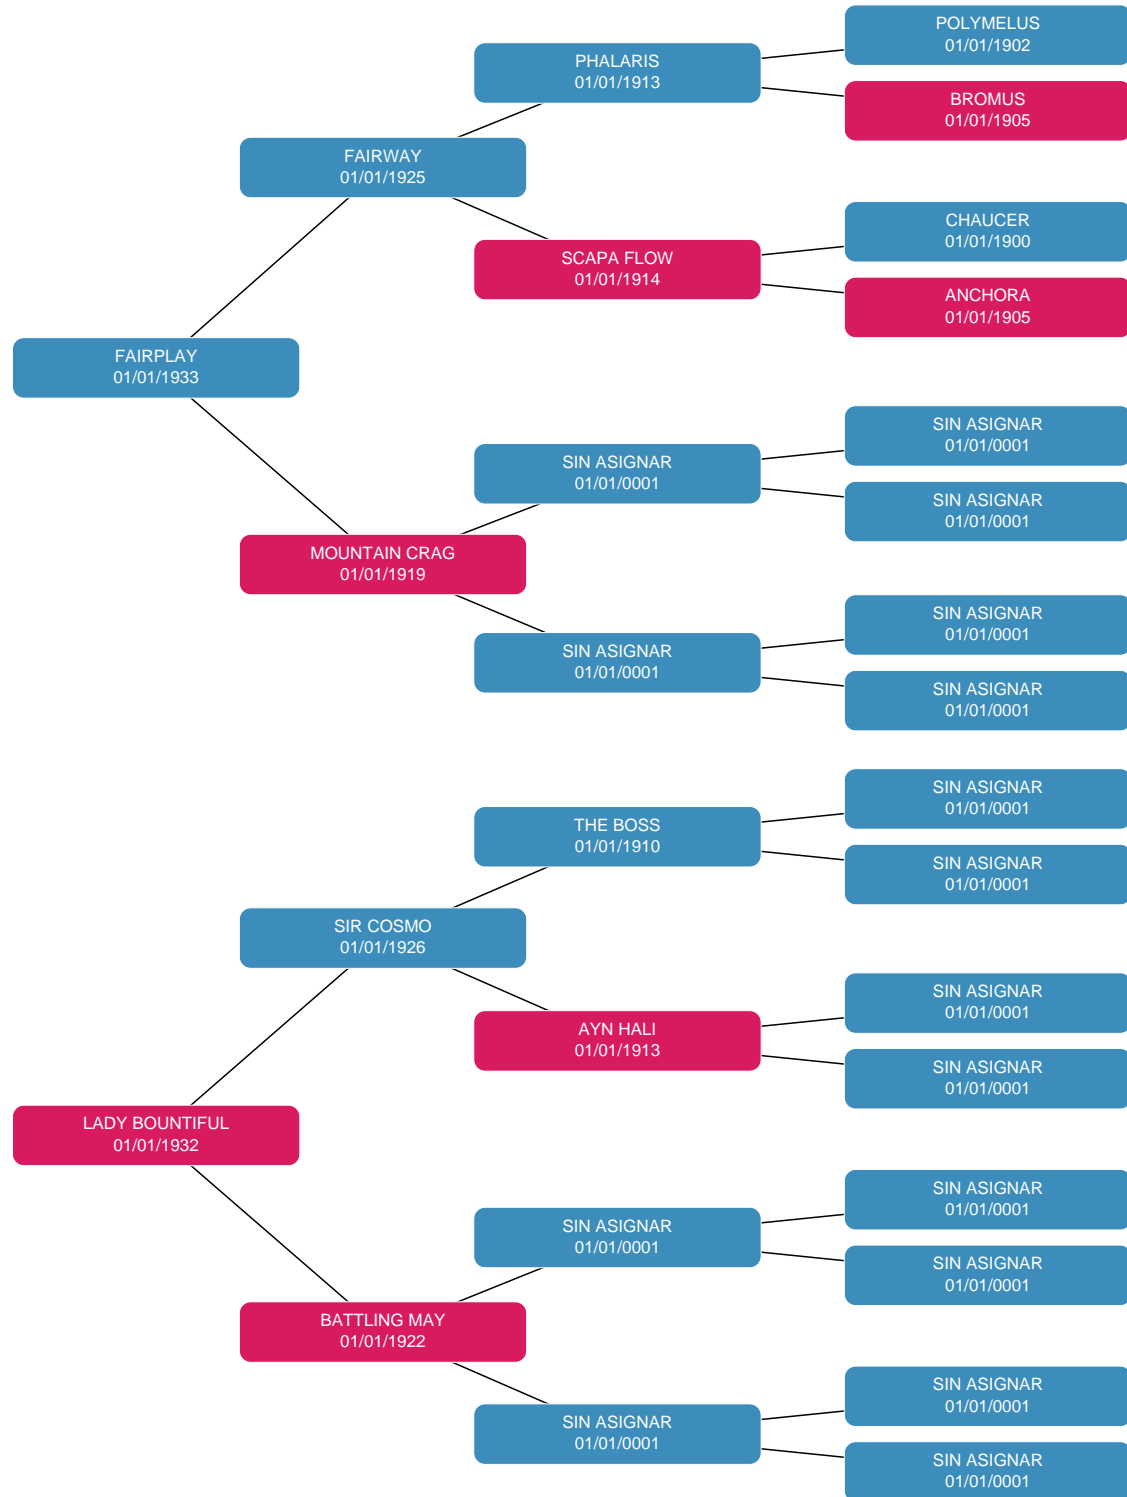 POLYMELUS
01/01/1902
PHALARIS
01/01/1913
BROMUS
01/01/1905
FAIRWAY
01/01/1925
CHAUCER
01/01/1900
SCAPA FLOW
01/01/1914
ANCHORA
01/01/1905
FAIRPLAY
01/01/1933
SIN ASIGNAR
01/01/0001
SIN ASIGNAR
01/01/0001
SIN ASIGNAR
01/01/0001
MOUNTAIN CRAG
01/01/1919
SIN ASIGNAR
01/01/0001
SIN ASIGNAR
01/01/0001
SIN ASIGNAR
01/01/0001
SIN ASIGNAR
01/01/0001
THE BOSS
01/01/1910
SIN ASIGNAR
01/01/0001
SIR COSMO
01/01/1926
SIN ASIGNAR
01/01/0001
AYN HALI
01/01/1913
SIN ASIGNAR
01/01/0001
LADY BOUNTIFUL
01/01/1932
SIN ASIGNAR
01/01/0001
SIN ASIGNAR
01/01/0001
SIN ASIGNAR
01/01/0001
BATTLING MAY
01/01/1922
SIN ASIGNAR
01/01/0001
SIN ASIGNAR
01/01/0001
SIN ASIGNAR
01/01/0001